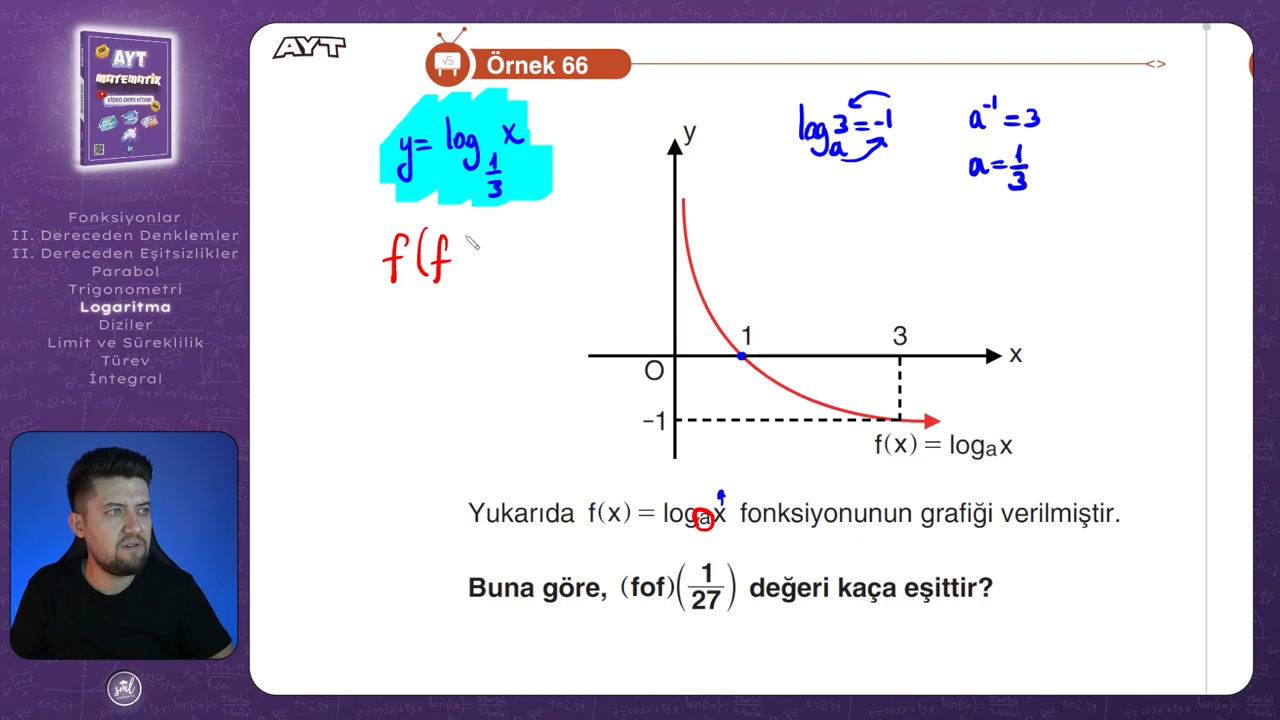 AYT
MATEMATİK
VİDEO DERS KİTABI
Fonksiyonlar
II. Dereceden Denklemler
II. Dereceden Eşitsizlikler
Parabol
Trigonometri
Logaritma
Diziler
Limit ve Süreklilik
Türev
İntegral
sml
AYT
√5
Örnek 66
<>
y = log_{1/3} x
f(f
log_a 3 = -1
a^{-1} = 3
a = 1/3
y
1
3
x
O
-1
f(x) = log_a x
Yukarıda f(x) = log_a x fonksiyonunun grafiği verilmiştir.
Buna göre, (fof)(1/27) değeri kaça eşittir?